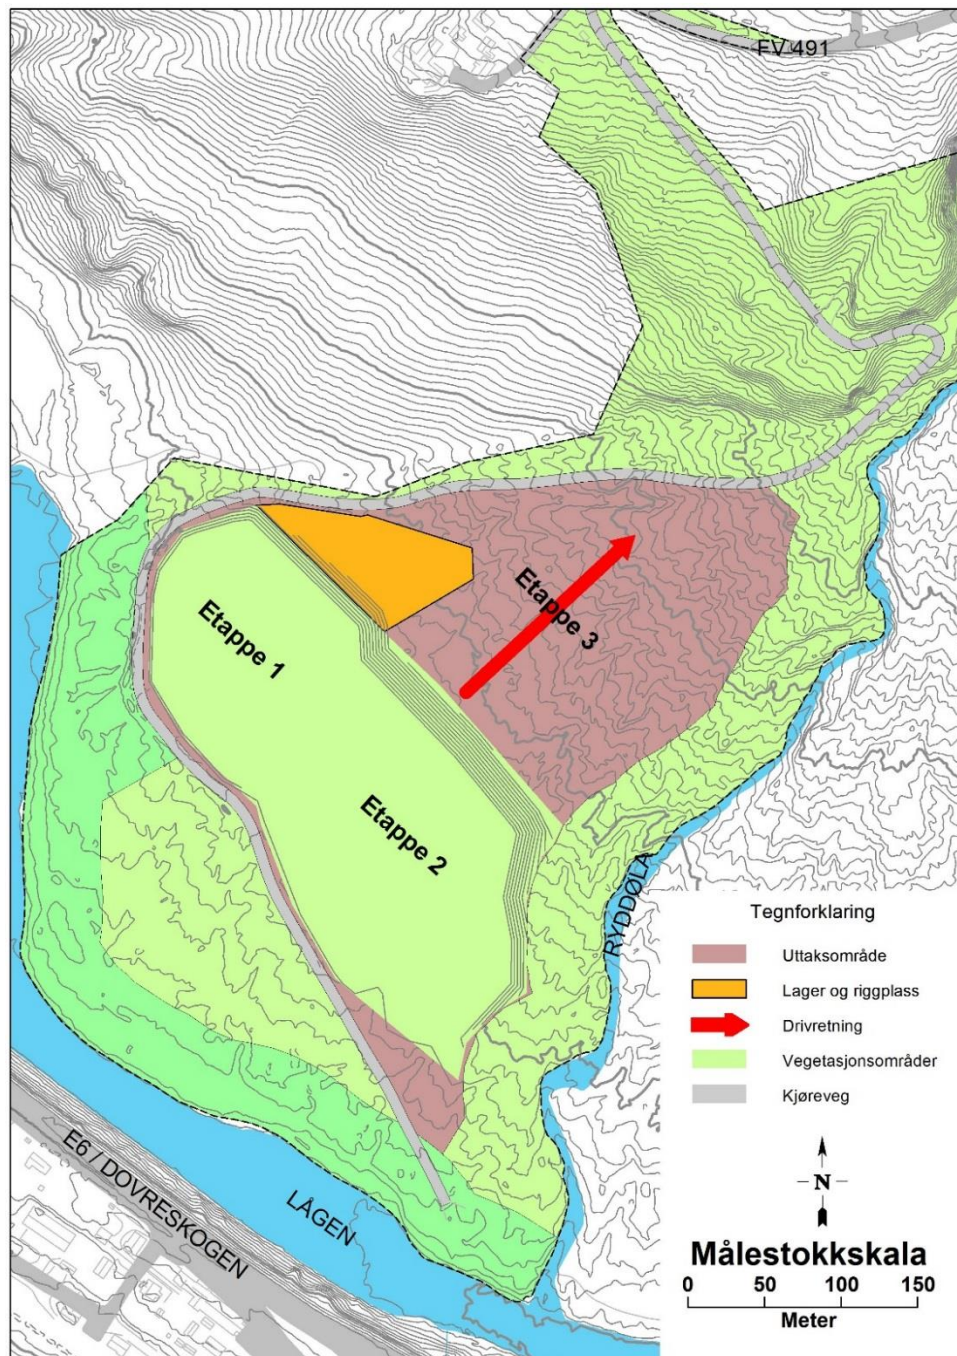 FV 491
Etappe 1
Etappe 3
Etappe 2
RYDDØLA
LÅGEN
E6 / DOVRESKOGEN
Tegnforklaring
Uttaksområde
Lager og riggplass
Drivretning
Vegetasjonsområder
Kjøreveg
N
Målestokkskala
0 50 100 150
Meter